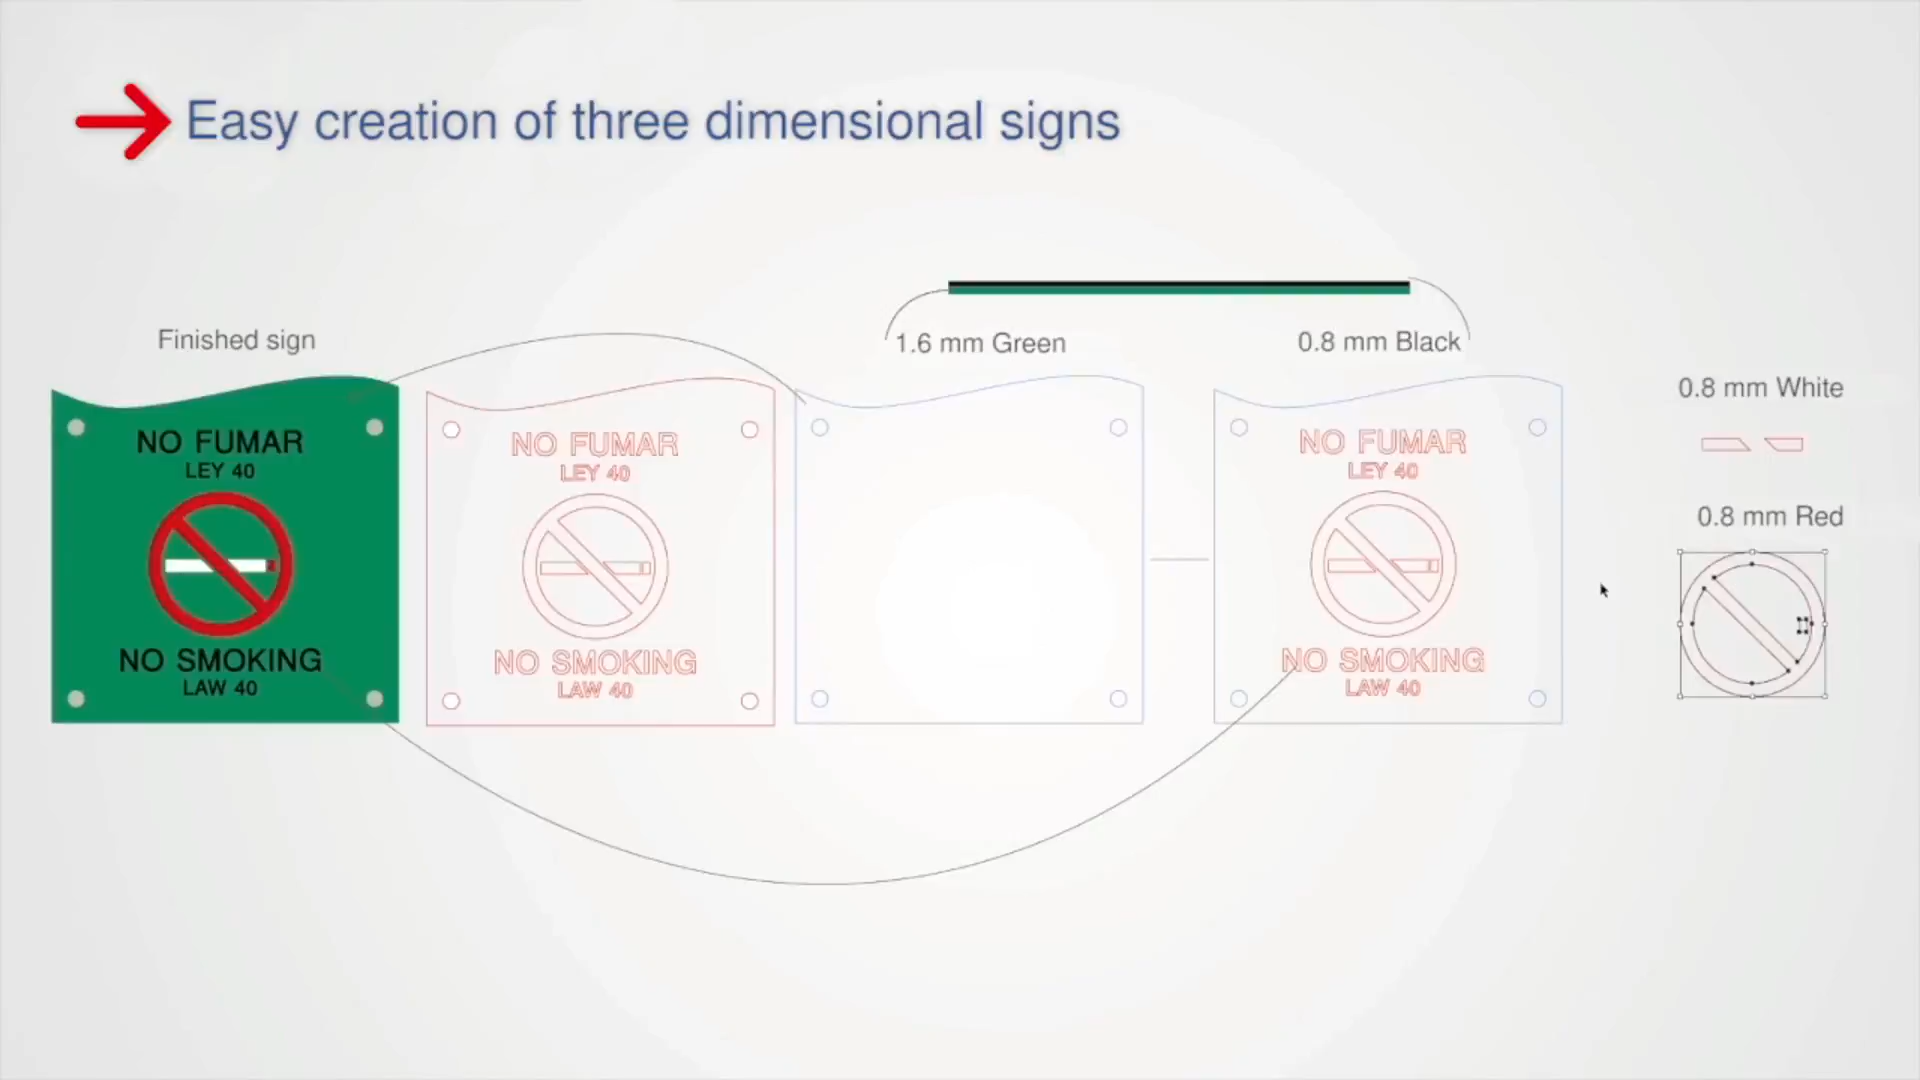 Easy creation of three dimensional signs
Finished sign
1.6 mm Green
0.8 mm Black
0.8 mm White
0.8 mm Red
NO FUMAR
LEY 40
NO SMOKING
LAW 40
NO FUMAR
LEY 40
NO SMOKING
LAW 40
NO FUMAR
LEY 40
NO SMOKING
LAW 40